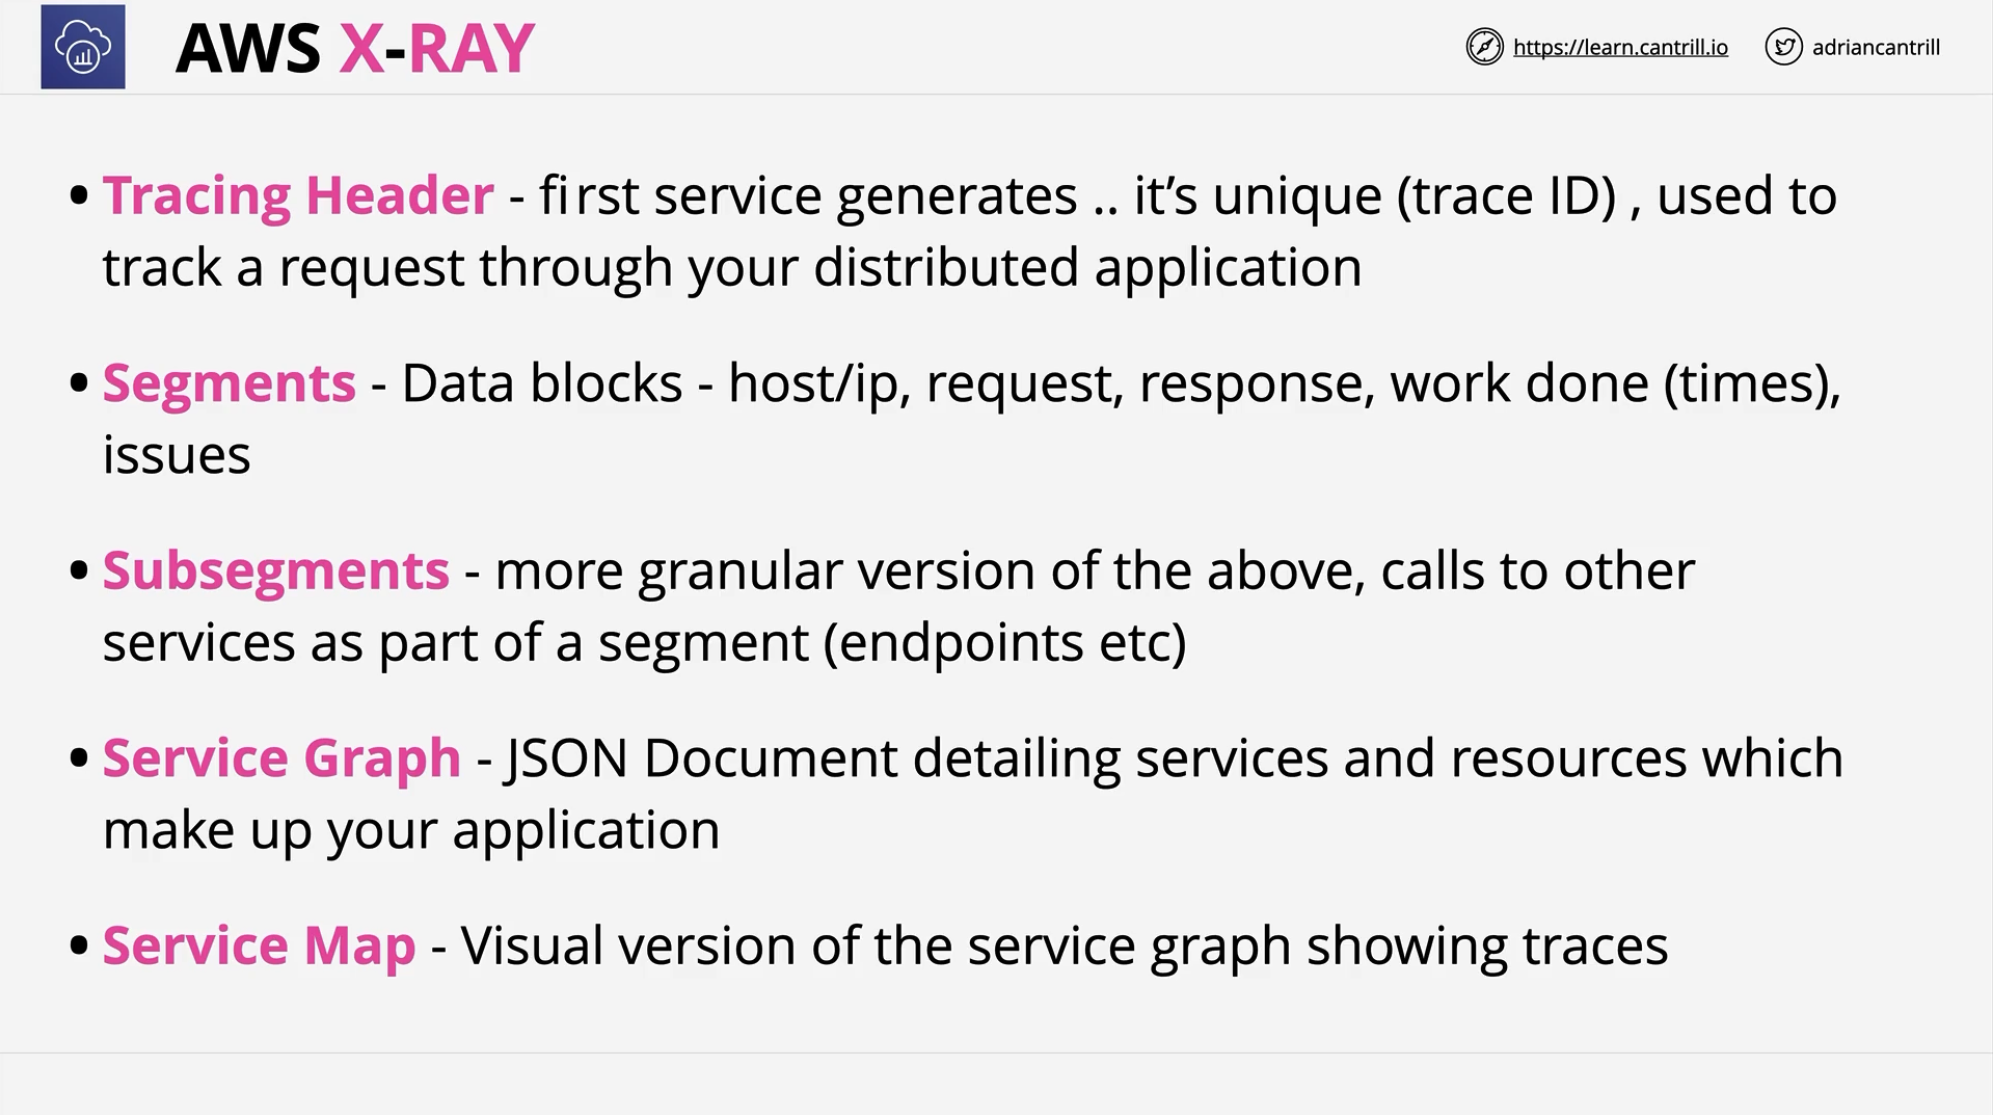 AWS X-RAY
https://learn.cantrill.io
adriancantrill
• Tracing Header - first service generates .. it’s unique (trace ID) , used to
track a request through your distributed application
• Segments - Data blocks - host/ip, request, response, work done (times),
issues
• Subsegments - more granular version of the above, calls to other
services as part of a segment (endpoints etc)
• Service Graph - JSON Document detailing services and resources which
make up your application
• Service Map - Visual version of the service graph showing traces